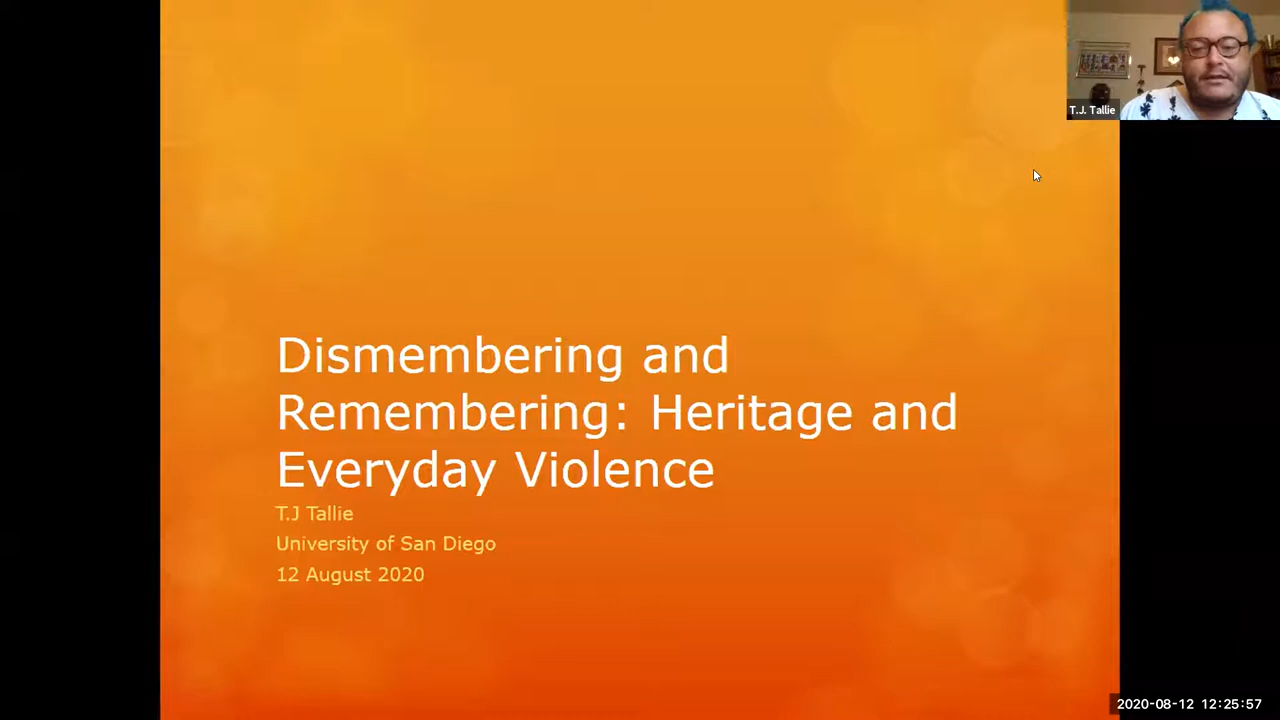 T.J. Tallie
Dismembering and
Remembering: Heritage and
Everyday Violence
T.J Tallie
University of San Diego
12 August 2020
2020-08-12 12:25:57